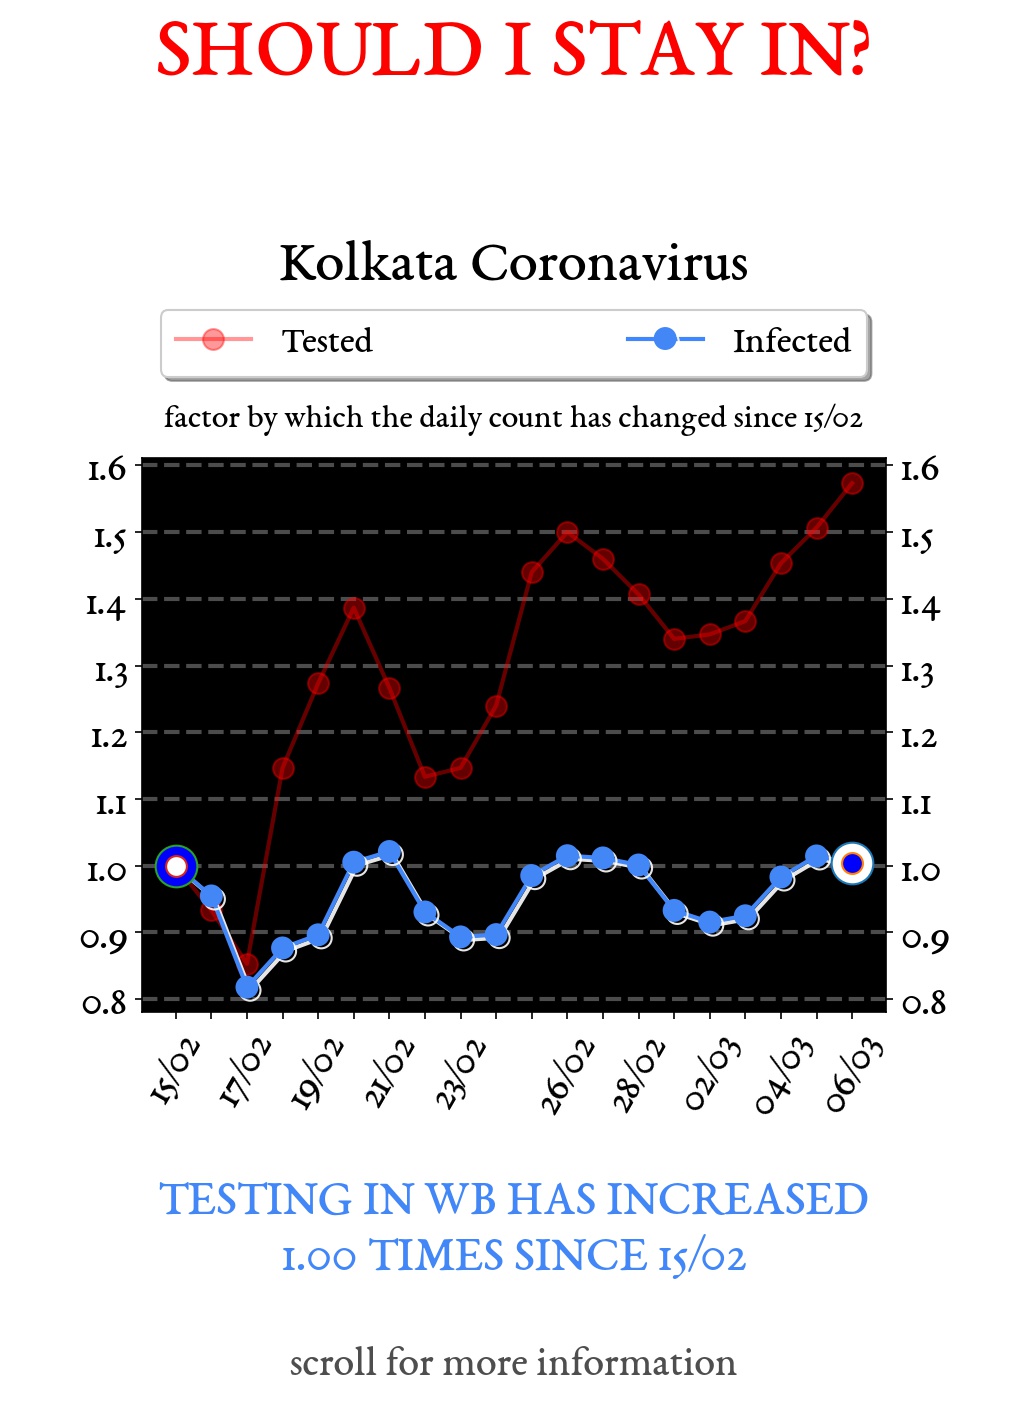 SHOULD I STAY IN?
Kolkata Coronavirus
Tested Infected
factor by which the daily count has changed since 15/02
1.6 1.6
1.5 1.5
1.4 1.4
1.3 1.3
1.2 1.2
1.1 1.1
1.0 1.0
0.9 0.9
0.8 0.8
15/02 17/02 19/02 21/02 23/02 26/02 28/02 02/03 04/03 06/03
TESTING IN WB HAS INCREASED
1.00 TIMES SINCE 15/02
scroll for more information